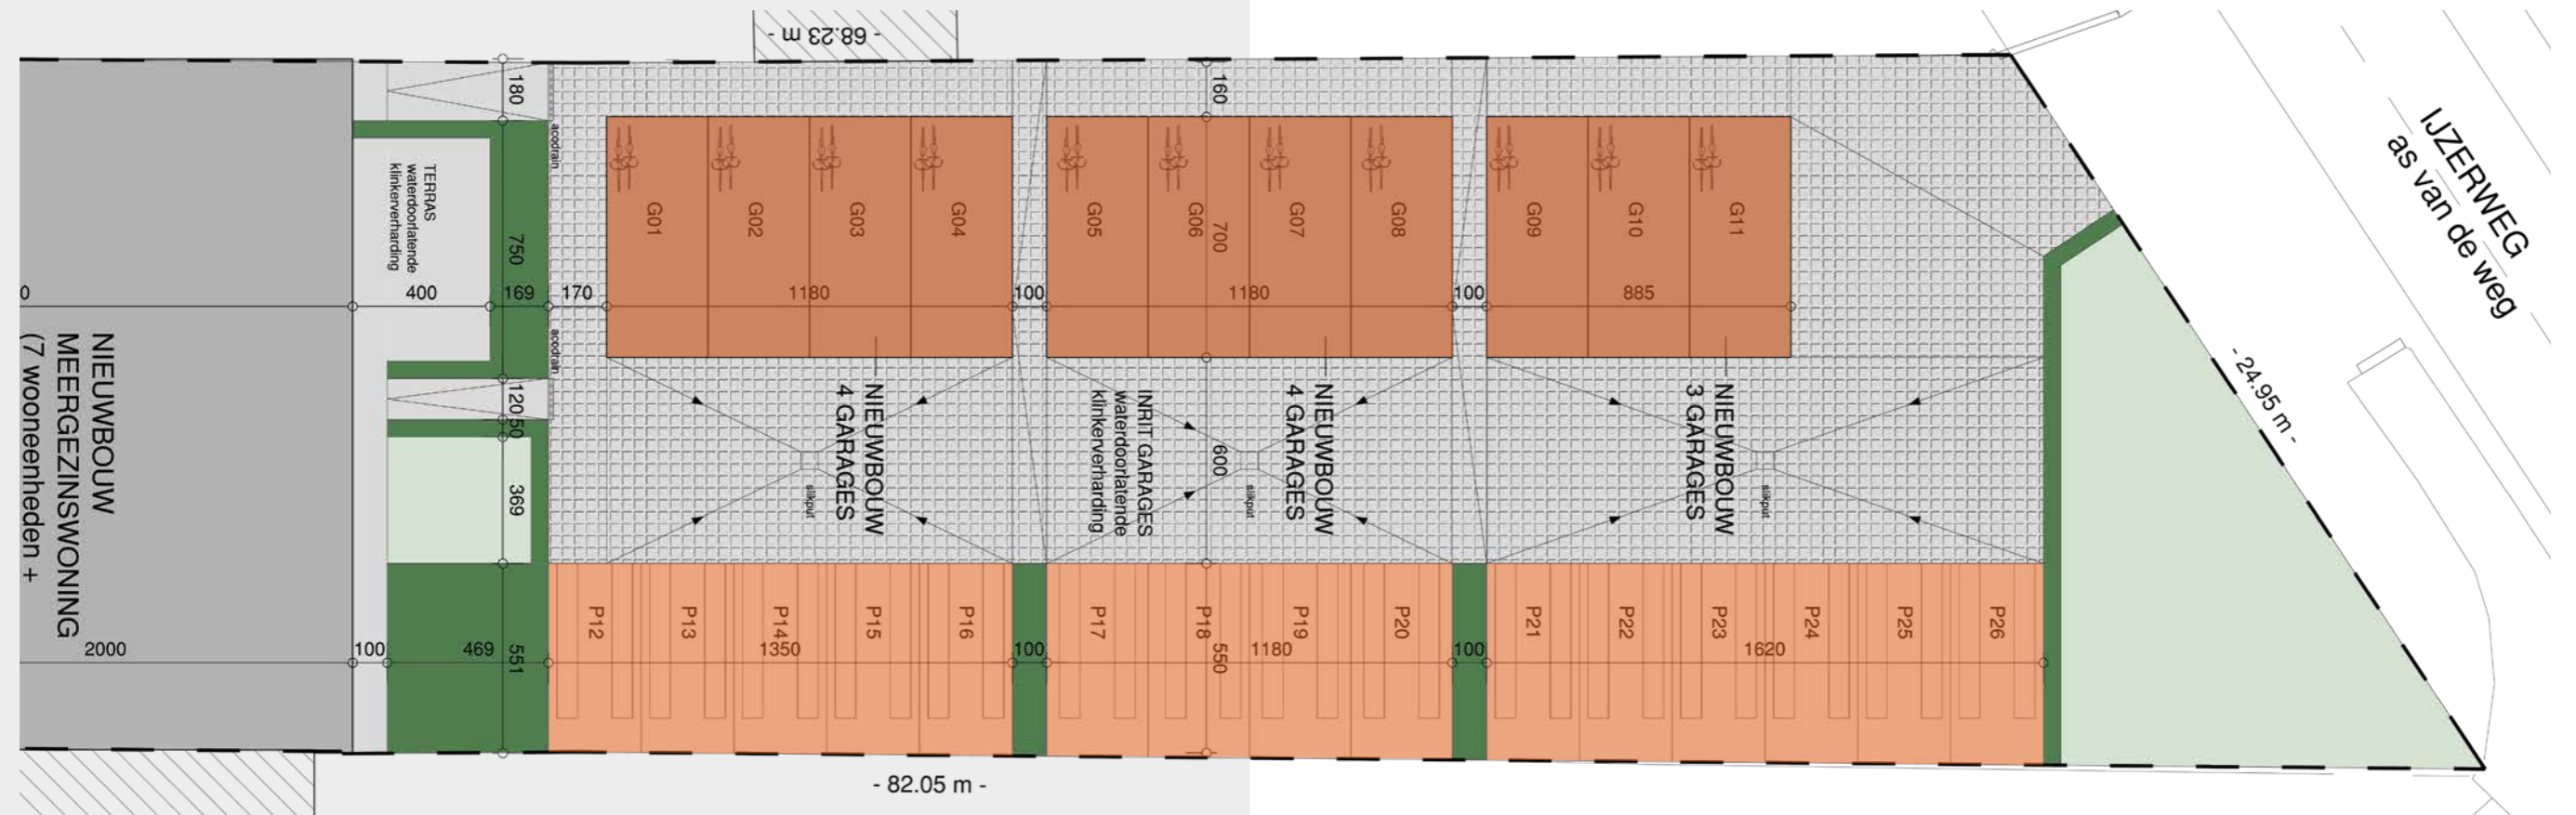 - 68.23 m -
180
160
IJZERWEG
as van de weg
acodrain
TERRAS
waterdoorlatende
klinkerverharding
750
G01
G02
G03
G04
G05
G06
700
G07
G08
G09
G10
G11
0
400
169
170
1180
100
1180
100
885
acodrain
- 24.95 m -
NIEUWBOUW
MEERGEZINSWONING
(7 wooneenheden +
120
50
NIEUWBOUW
4 GARAGES
INRIT GARAGES
waterdoorlatende
klinkerverharding
600
NIEUWBOUW
4 GARAGES
NIEUWBOUW
3 GARAGES
369
slikput
slikput
slikput
P12
P13
P14
P15
P16
P17
P18
P19
P20
P21
P22
P23
P24
P25
P26
2000
100
469
551
1350
100
550
1180
100
1620
- 82.05 m -